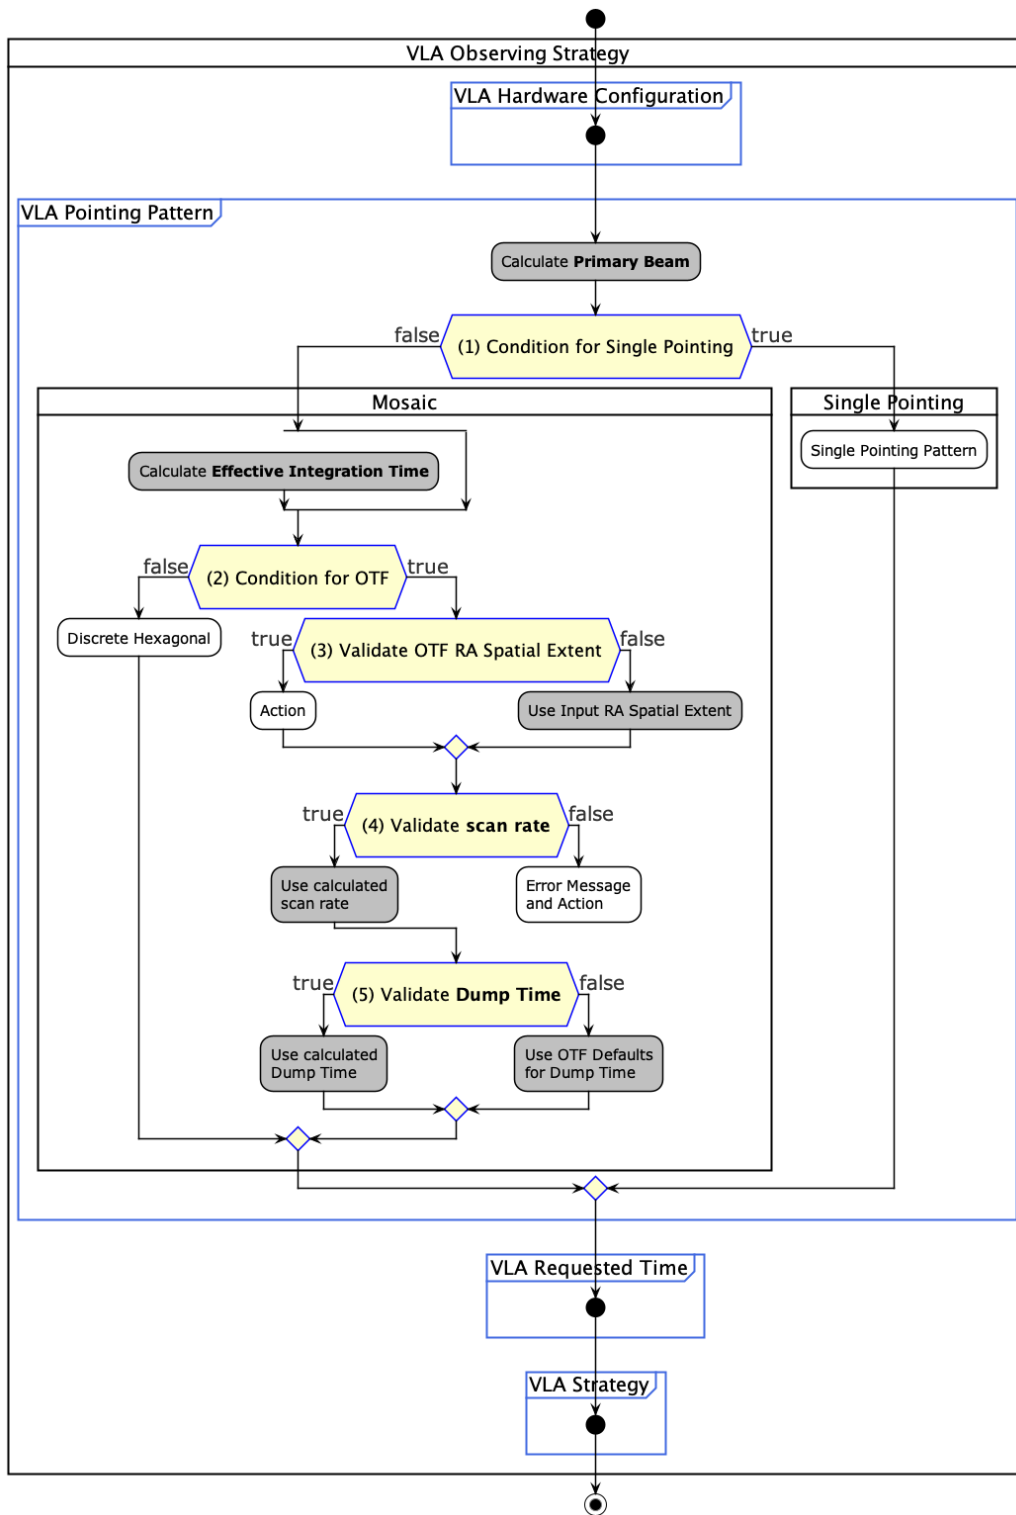 VLA Observing Strategy
VLA Hardware Configuration
VLA Pointing Pattern
Calculate Primary Beam
false
(1) Condition for Single Pointing
true
Mosaic
Single Pointing
Calculate Effective Integration Time
Single Pointing Pattern
false
(2) Condition for OTF
true
Discrete Hexagonal
true
(3) Validate OTF RA Spatial Extent
false
Action
Use Input RA Spatial Extent
true
(4) Validate scan rate
false
Use calculated
scan rate
Error Message
and Action
true
(5) Validate Dump Time
false
Use calculated
Dump Time
Use OTF Defaults
for Dump Time
VLA Requested Time
VLA Strategy